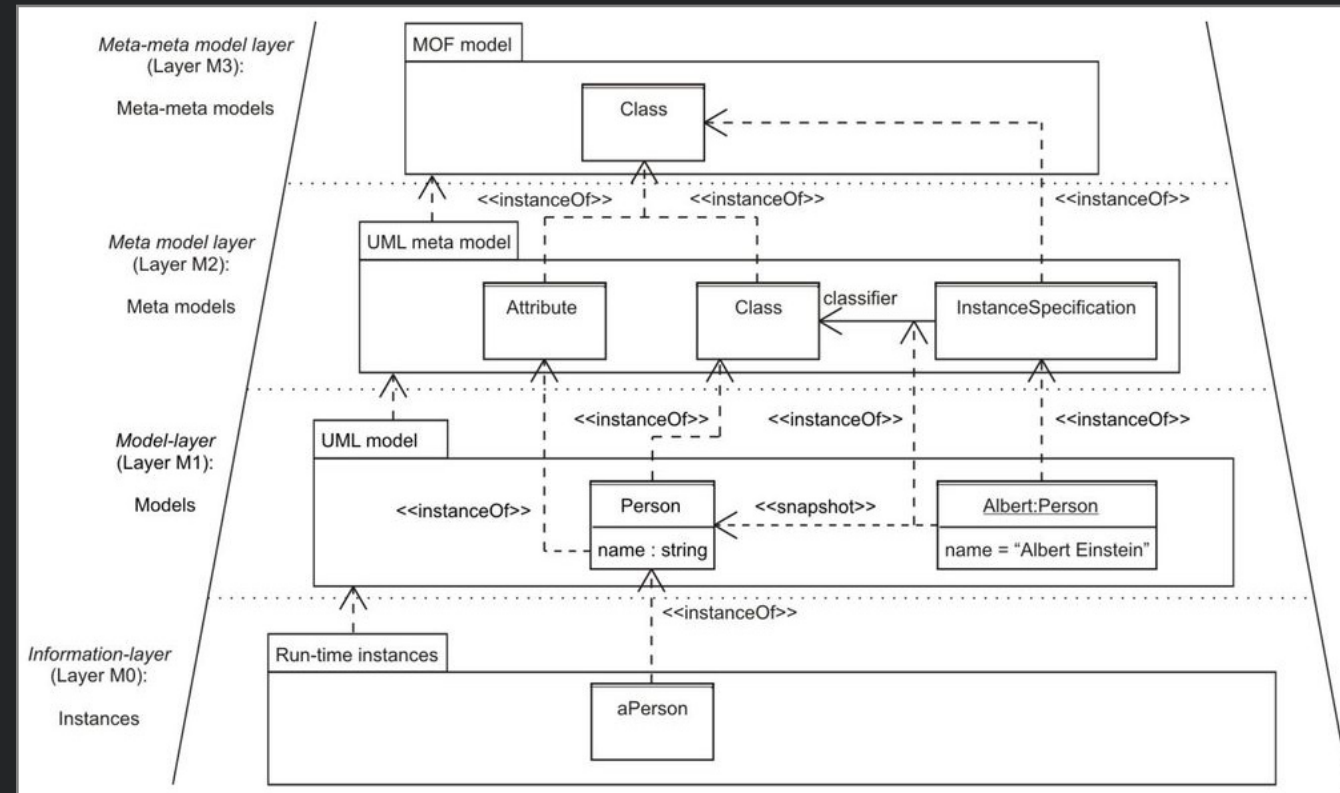 Meta-meta model layer
(Layer M3):
Meta-meta models
MOF model
Class
<<instanceOf>>
<<instanceOf>>
<<instanceOf>>
Meta model layer
(Layer M2):
Meta models
UML meta model
Attribute
Class
classifier
InstanceSpecification
<<instanceOf>>
<<instanceOf>>
<<instanceOf>>
Model-layer
(Layer M1):
Models
UML model
<<instanceOf>>
Person
name : string
<<snapshot>>
Albert:Person
name = “Albert Einstein”
<<instanceOf>>
Information-layer
(Layer M0):
Instances
Run-time instances
aPerson